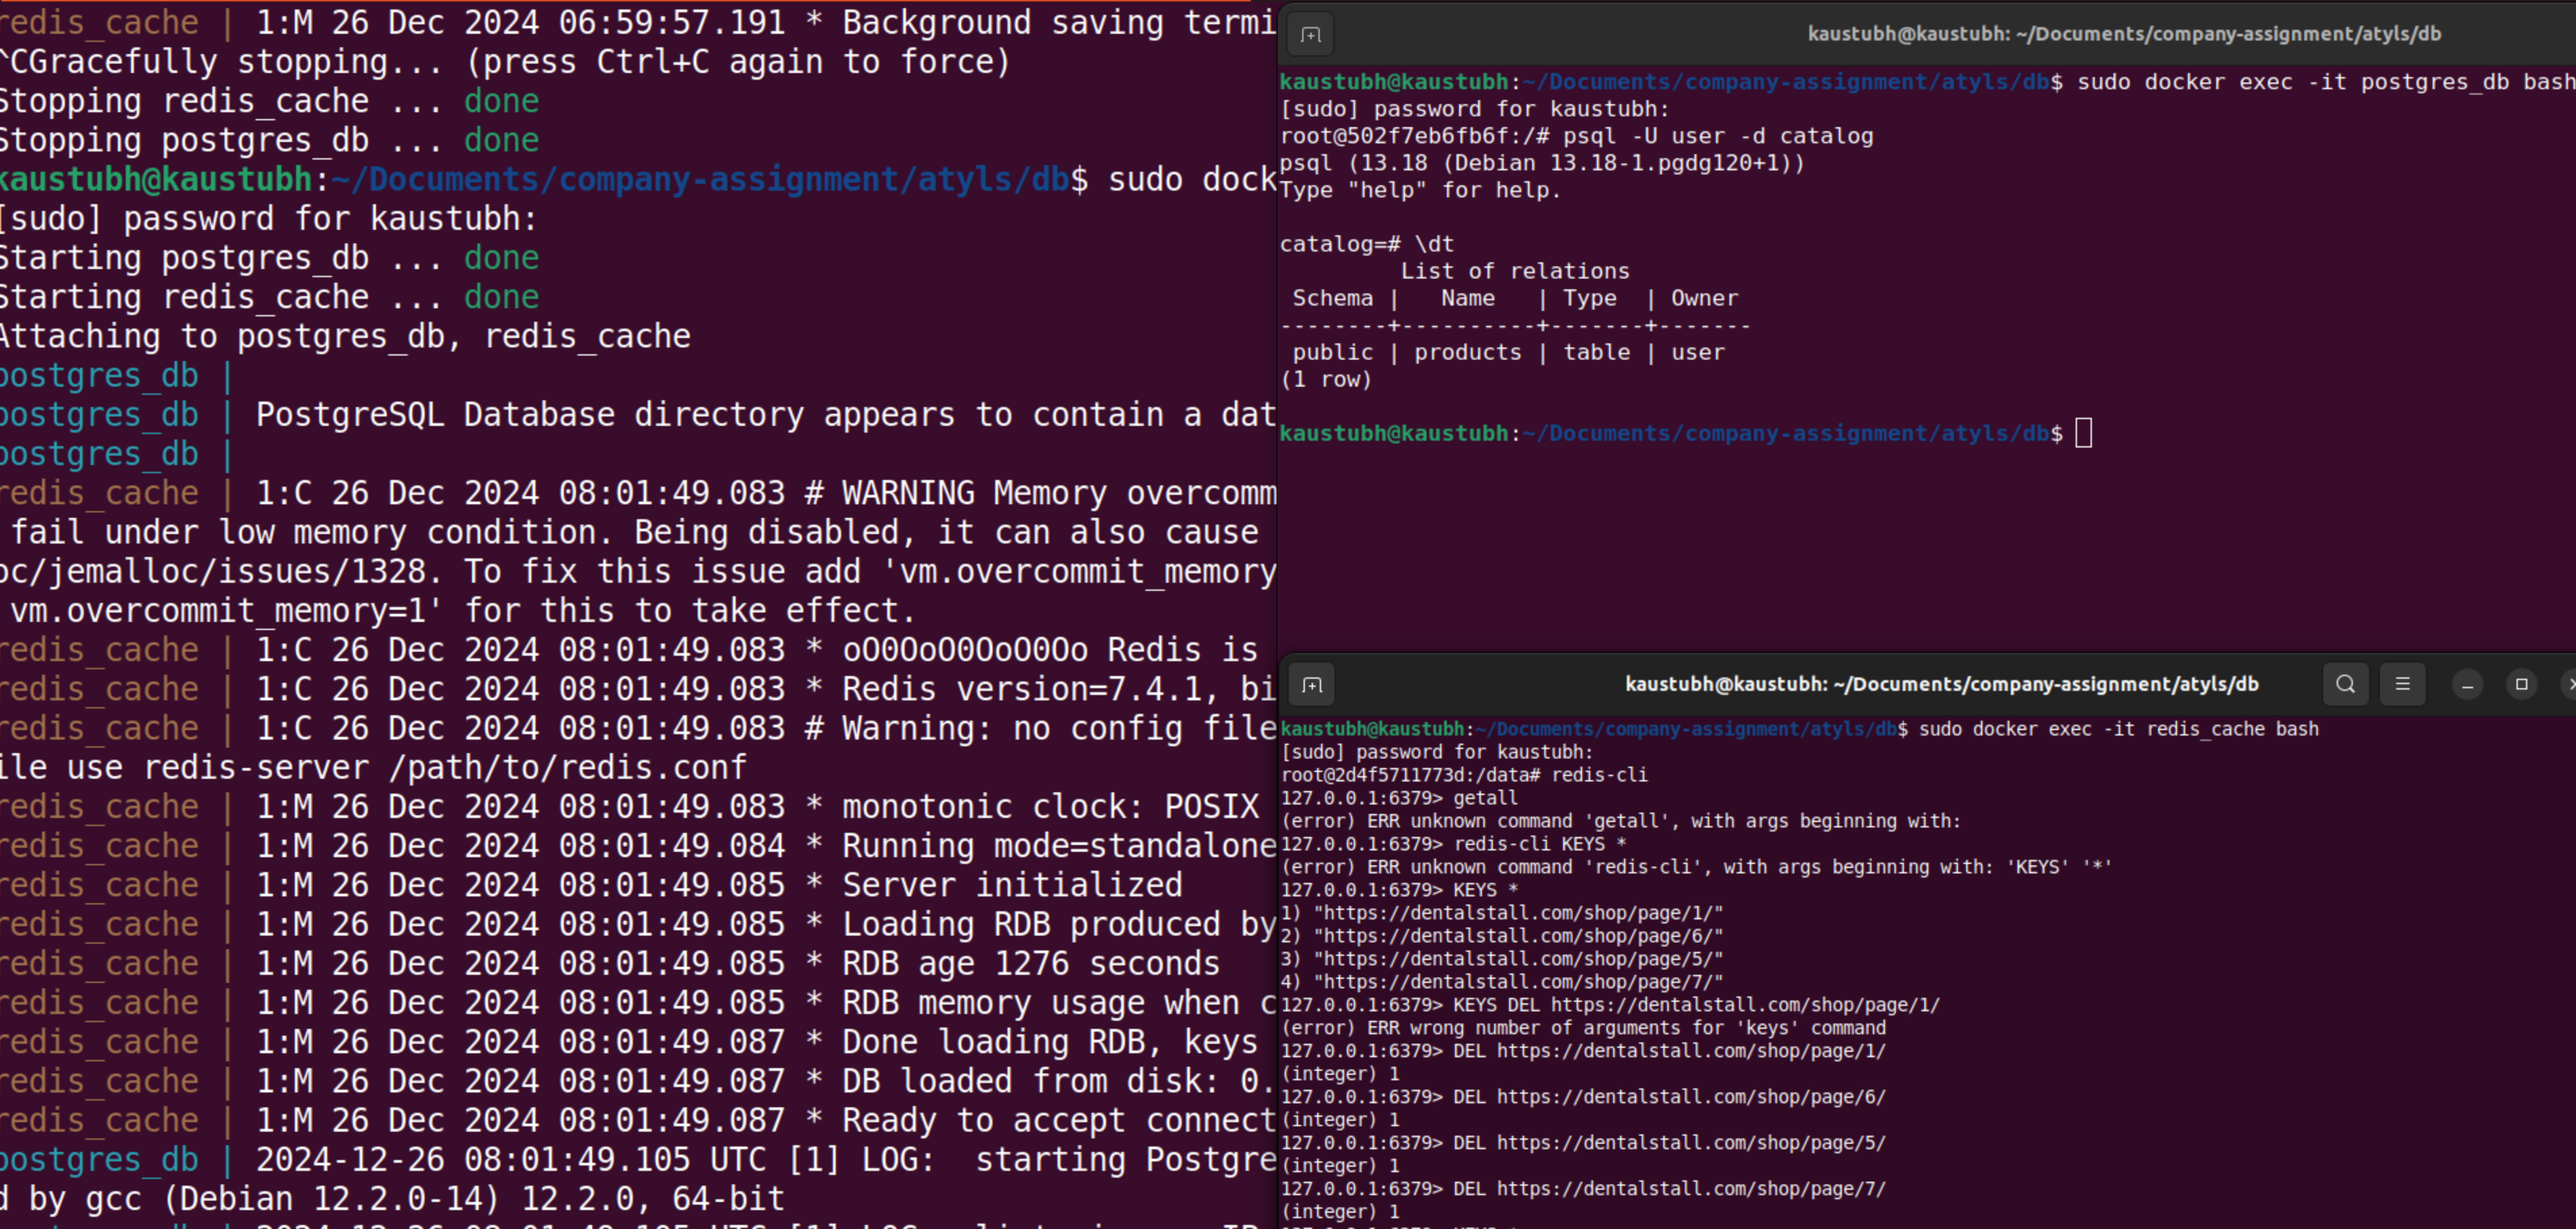 redis_cache | 1:M 26 Dec 2024 06:59:57.191 * Background saving termi
^CGracefully stopping... (press Ctrl+C again to force)
Stopping redis_cache ... done
Stopping postgres_db ... done
kaustubh@kaustubh:~/Documents/company-assignment/atyls/db$ sudo dock
[sudo] password for kaustubh:
Starting postgres_db ... done
Starting redis_cache ... done
Attaching to postgres_db, redis_cache
postgres_db |
postgres_db | PostgreSQL Database directory appears to contain a dat
postgres_db |
redis_cache | 1:C 26 Dec 2024 08:01:49.083 # WARNING Memory overcomm
fail under low memory condition. Being disabled, it can also cause
oc/jemalloc/issues/1328. To fix this issue add 'vm.overcommit_memory
vm.overcommit_memory=1' for this to take effect.
redis_cache | 1:C 26 Dec 2024 08:01:49.083 * oO0OoO0OoO0Oo Redis is
redis_cache | 1:C 26 Dec 2024 08:01:49.083 * Redis version=7.4.1, bi
redis_cache | 1:C 26 Dec 2024 08:01:49.083 # Warning: no config file
ile use redis-server /path/to/redis.conf
redis_cache | 1:M 26 Dec 2024 08:01:49.083 * monotonic clock: POSIX
redis_cache | 1:M 26 Dec 2024 08:01:49.084 * Running mode=standalone
redis_cache | 1:M 26 Dec 2024 08:01:49.085 * Server initialized
redis_cache | 1:M 26 Dec 2024 08:01:49.085 * Loading RDB produced by
redis_cache | 1:M 26 Dec 2024 08:01:49.085 * RDB age 1276 seconds
redis_cache | 1:M 26 Dec 2024 08:01:49.085 * RDB memory usage when c
redis_cache | 1:M 26 Dec 2024 08:01:49.087 * Done loading RDB, keys
redis_cache | 1:M 26 Dec 2024 08:01:49.087 * DB loaded from disk: 0.
redis_cache | 1:M 26 Dec 2024 08:01:49.087 * Ready to accept connect
postgres_db | 2024-12-26 08:01:49.105 UTC [1] LOG:  starting Postgre
d by gcc (Debian 12.2.0-14) 12.2.0, 64-bit
kaustubh@kaustubh: ~/Documents/company-assignment/atyls/db
kaustubh@kaustubh:~/Documents/company-assignment/atyls/db$ sudo docker exec -it postgres_db bash
[sudo] password for kaustubh:
root@502f7eb6fb6f:/# psql -U user -d catalog
psql (13.18 (Debian 13.18-1.pgdg120+1))
Type "help" for help.
catalog=# \dt
List of relations
Schema |   Name   | Type  | Owner
--------+----------+-------+-------
public | products | table | user
(1 row)
kaustubh@kaustubh:~/Documents/company-assignment/atyls/db$
kaustubh@kaustubh: ~/Documents/company-assignment/atyls/db
kaustubh@kaustubh:~/Documents/company-assignment/atyls/db$ sudo docker exec -it redis_cache bash
[sudo] password for kaustubh:
root@2d4f5711773d:/data# redis-cli
127.0.0.1:6379> getall
(error) ERR unknown command 'getall', with args beginning with:
127.0.0.1:6379> redis-cli KEYS *
(error) ERR unknown command 'redis-cli', with args beginning with: 'KEYS' '*'
127.0.0.1:6379> KEYS *
1) "https://dentalstall.com/shop/page/1/"
2) "https://dentalstall.com/shop/page/6/"
3) "https://dentalstall.com/shop/page/5/"
4) "https://dentalstall.com/shop/page/7/"
127.0.0.1:6379> KEYS DEL https://dentalstall.com/shop/page/1/
(error) ERR wrong number of arguments for 'keys' command
127.0.0.1:6379> DEL https://dentalstall.com/shop/page/1/
(integer) 1
127.0.0.1:6379> DEL https://dentalstall.com/shop/page/6/
(integer) 1
127.0.0.1:6379> DEL https://dentalstall.com/shop/page/5/
(integer) 1
127.0.0.1:6379> DEL https://dentalstall.com/shop/page/7/
(integer) 1